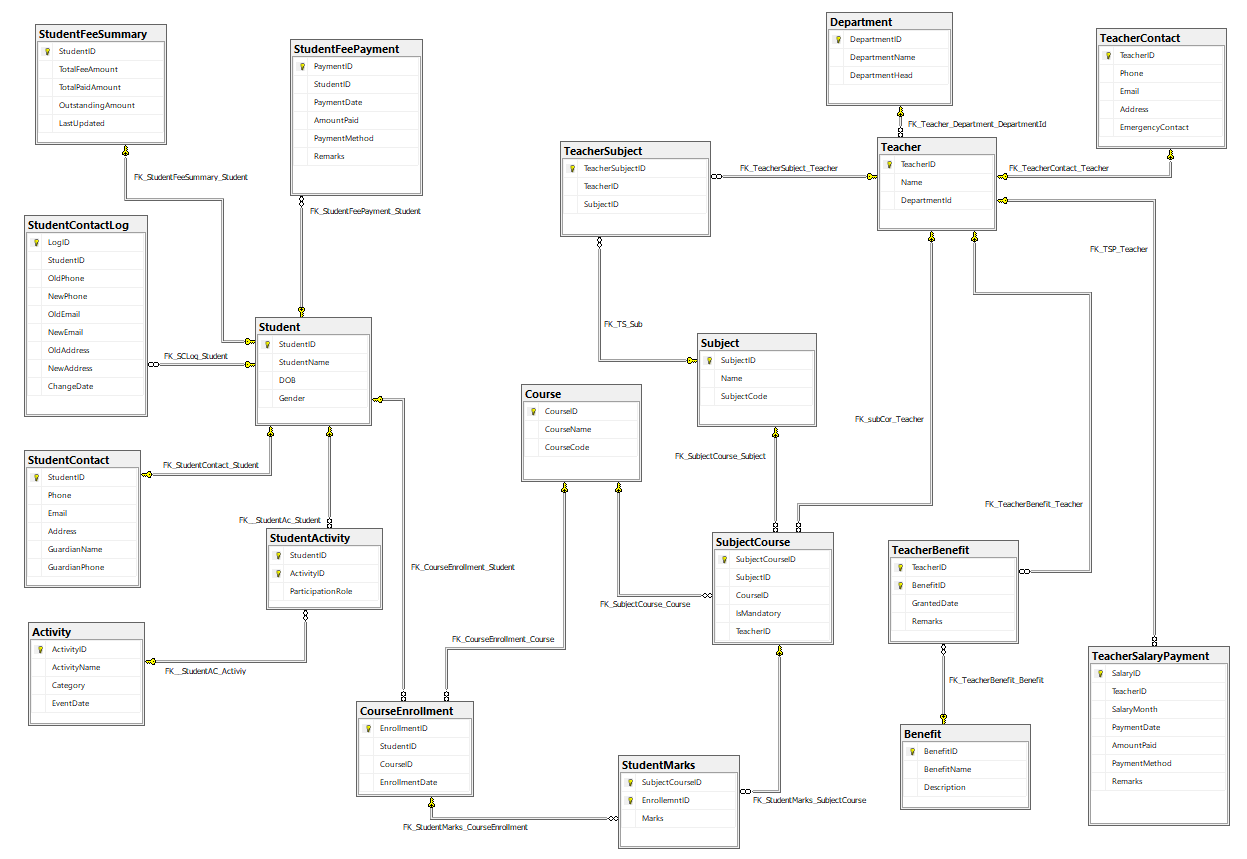 StudentFeeSummary
StudentID
TotalFeeAmount
TotalPaidAmount
OutstandingAmount
LastUpdated
StudentFeePayment
PaymentID
StudentID
PaymentDate
AmountPaid
PaymentMethod
Remarks
Department
DepartmentID
DepartmentName
DepartmentHead
TeacherContact
TeacherID
Phone
Email
Address
EmergencyContact
FK_Teacher_Department_DepartmentId
TeacherSubject
TeacherSubjectID
TeacherID
SubjectID
FK_TeacherSubject_Teacher
Teacher
TeacherID
Name
DepartmentId
FK_TeacherContact_Teacher
FK_StudentFeeSummary_Student
FK_StudentFeePayment_Student
FK_TSP_Teacher
StudentContactLog
LogID
StudentID
OldPhone
NewPhone
OldEmail
NewEmail
OldAddress
NewAddress
ChangeDate
FK_SCLog_Student
Student
StudentID
StudentName
DOB
Gender
FK_TS_Sub
Subject
SubjectID
Name
SubjectCode
Course
CourseID
CourseName
CourseCode
FK_subCor_Teacher
FK_SubjectCourse_Subject
StudentContact
StudentID
Phone
Email
Address
GuardianName
GuardianPhone
FK_StudentContact_Student
FK__StudentAc_Student
FK_TeacherBenefit_Teacher
StudentActivity
StudentID
ActivityID
ParticipationRole
FK_CourseEnrollment_Student
SubjectCourse
SubjectCourseID
SubjectID
CourseID
IsMandatory
TeacherID
FK_SubjectCourse_Course
TeacherBenefit
TeacherID
BenefitID
GrantedDate
Remarks
FK_CourseEnrollment_Course
Activity
ActivityID
ActivityName
Category
EventDate
FK__StudentAC_Activiy
FK_TeacherBenefit_Benefit
TeacherSalaryPayment
SalaryID
TeacherID
SalaryMonth
PaymentDate
AmountPaid
PaymentMethod
Remarks
CourseEnrollment
EnrollmentID
StudentID
CourseID
EnrollmentDate
Benefit
BenefitID
BenefitName
Description
StudentMarks
SubjectCourseID
EnrollemntID
Marks
FK_StudentMarks_SubjectCourse
FK_StudentMarks_CourseEnrollment